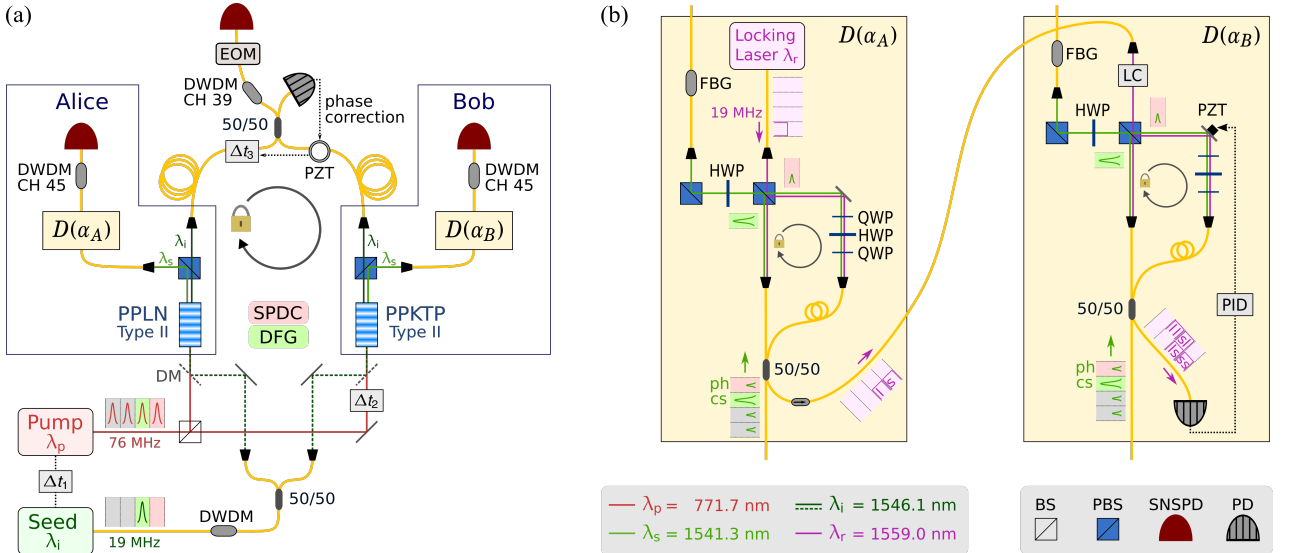 (a)
EOM
DWDM
CH 39
phase
correction
50/50
Δt₃
PZT
Alice
Bob
DWDM
CH 45
DWDM
CH 45
D(α_A)
D(α_B)
λᵢ
λₛ
λᵢ
λₛ
PPLN
Type II
SPDC
DFG
PPKTP
Type II
DM
Δt₂
Pump
λₚ
76 MHz
Δt₁
Seed
λᵢ
19 MHz
DWDM
50/50
(b)
Locking
Laser λᵣ
D(α_A)
FBG
19 MHz
HWP
QWP
HWP
QWP
50/50
ph
cs
l l s
D(α_B)
FBG
LC
HWP
PZT
PID
50/50
ph
cs
l l s l
l s s s
λₚ = 771.7 nm
λᵢ = 1546.1 nm
λₛ = 1541.3 nm
λᵣ = 1559.0 nm
BS
PBS
SNSPD
PD